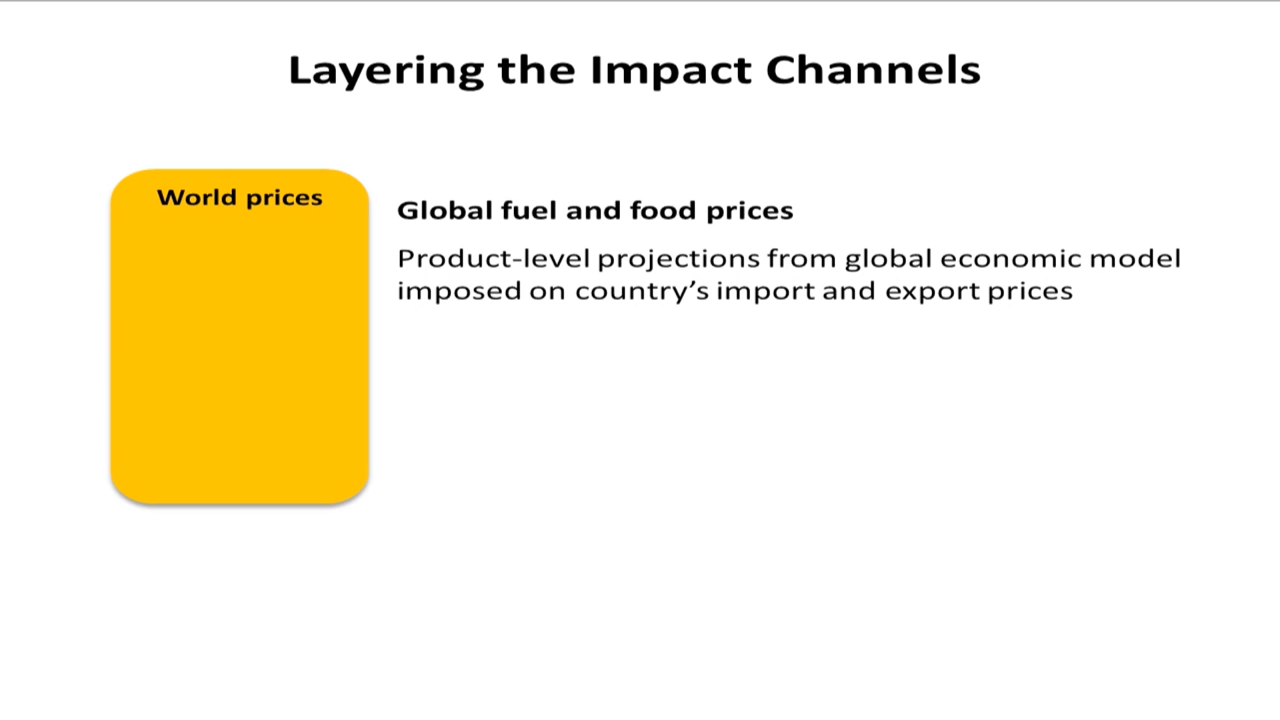 Layering the Impact Channels
World prices
Global fuel and food prices
Product-level projections from global economic model
imposed on country’s import and export prices